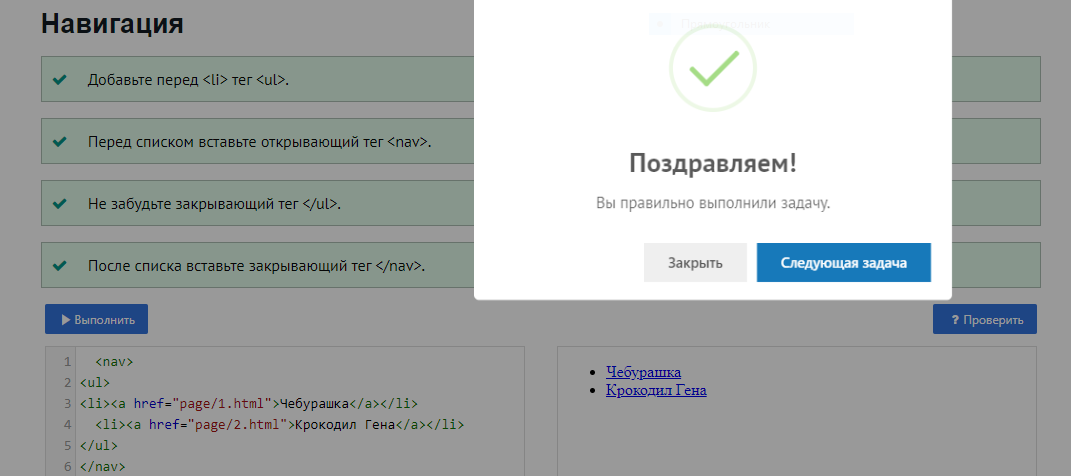 Навигация
Добавьте перед <li> тег <ul>.
Перед списком вставьте открывающий тег <nav>.
Не забудьте закрывающий тег </ul>.
После списка вставьте закрывающий тег </nav>.
Поздравляем!
Вы правильно выполнили задачу.
Закрыть Следующая задача
Выполнить
? Проверить
1 <nav>
2 <ul>
3 <li><a href="page/1.html">Чебурашка</a></li>
4 <li><a href="page/2.html">Крокодил Гена</a></li>
5 </ul>
6 </nav>
Чебурашка
Крокодил Гена